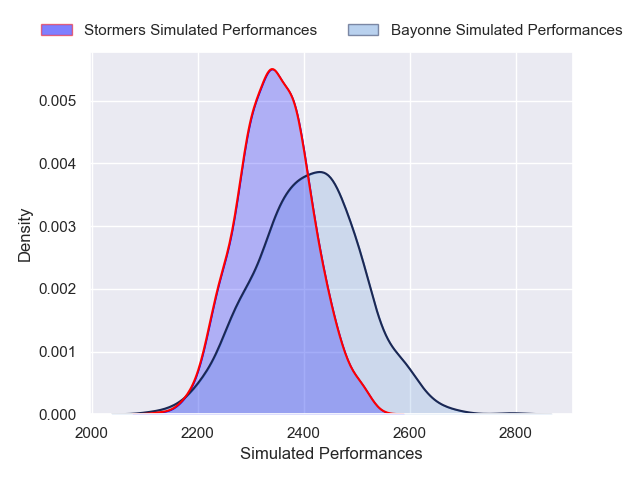 Stormers Simulated Performances Bayonne Simulated Performances
Density
0.005
0.004
0.003
0.002
0.001
0.000
2000 2200 2400 2600 2800
Simulated Performances